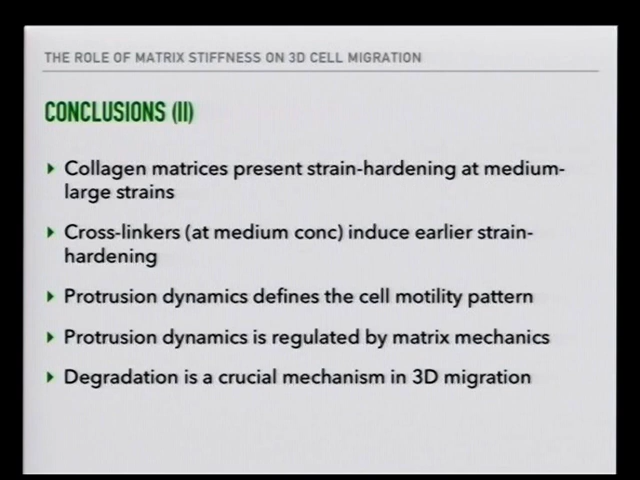 THE ROLE OF MATRIX STIFFNESS ON 3D CELL MIGRATION
CONCLUSIONS (II)
Collagen matrices present strain-hardening at medium-
large strains
Cross-linkers (at medium conc) induce earlier strain-
hardening
Protrusion dynamics defines the cell motility pattern
Protrusion dynamics is regulated by matrix mechanics
Degradation is a crucial mechanism in 3D migration